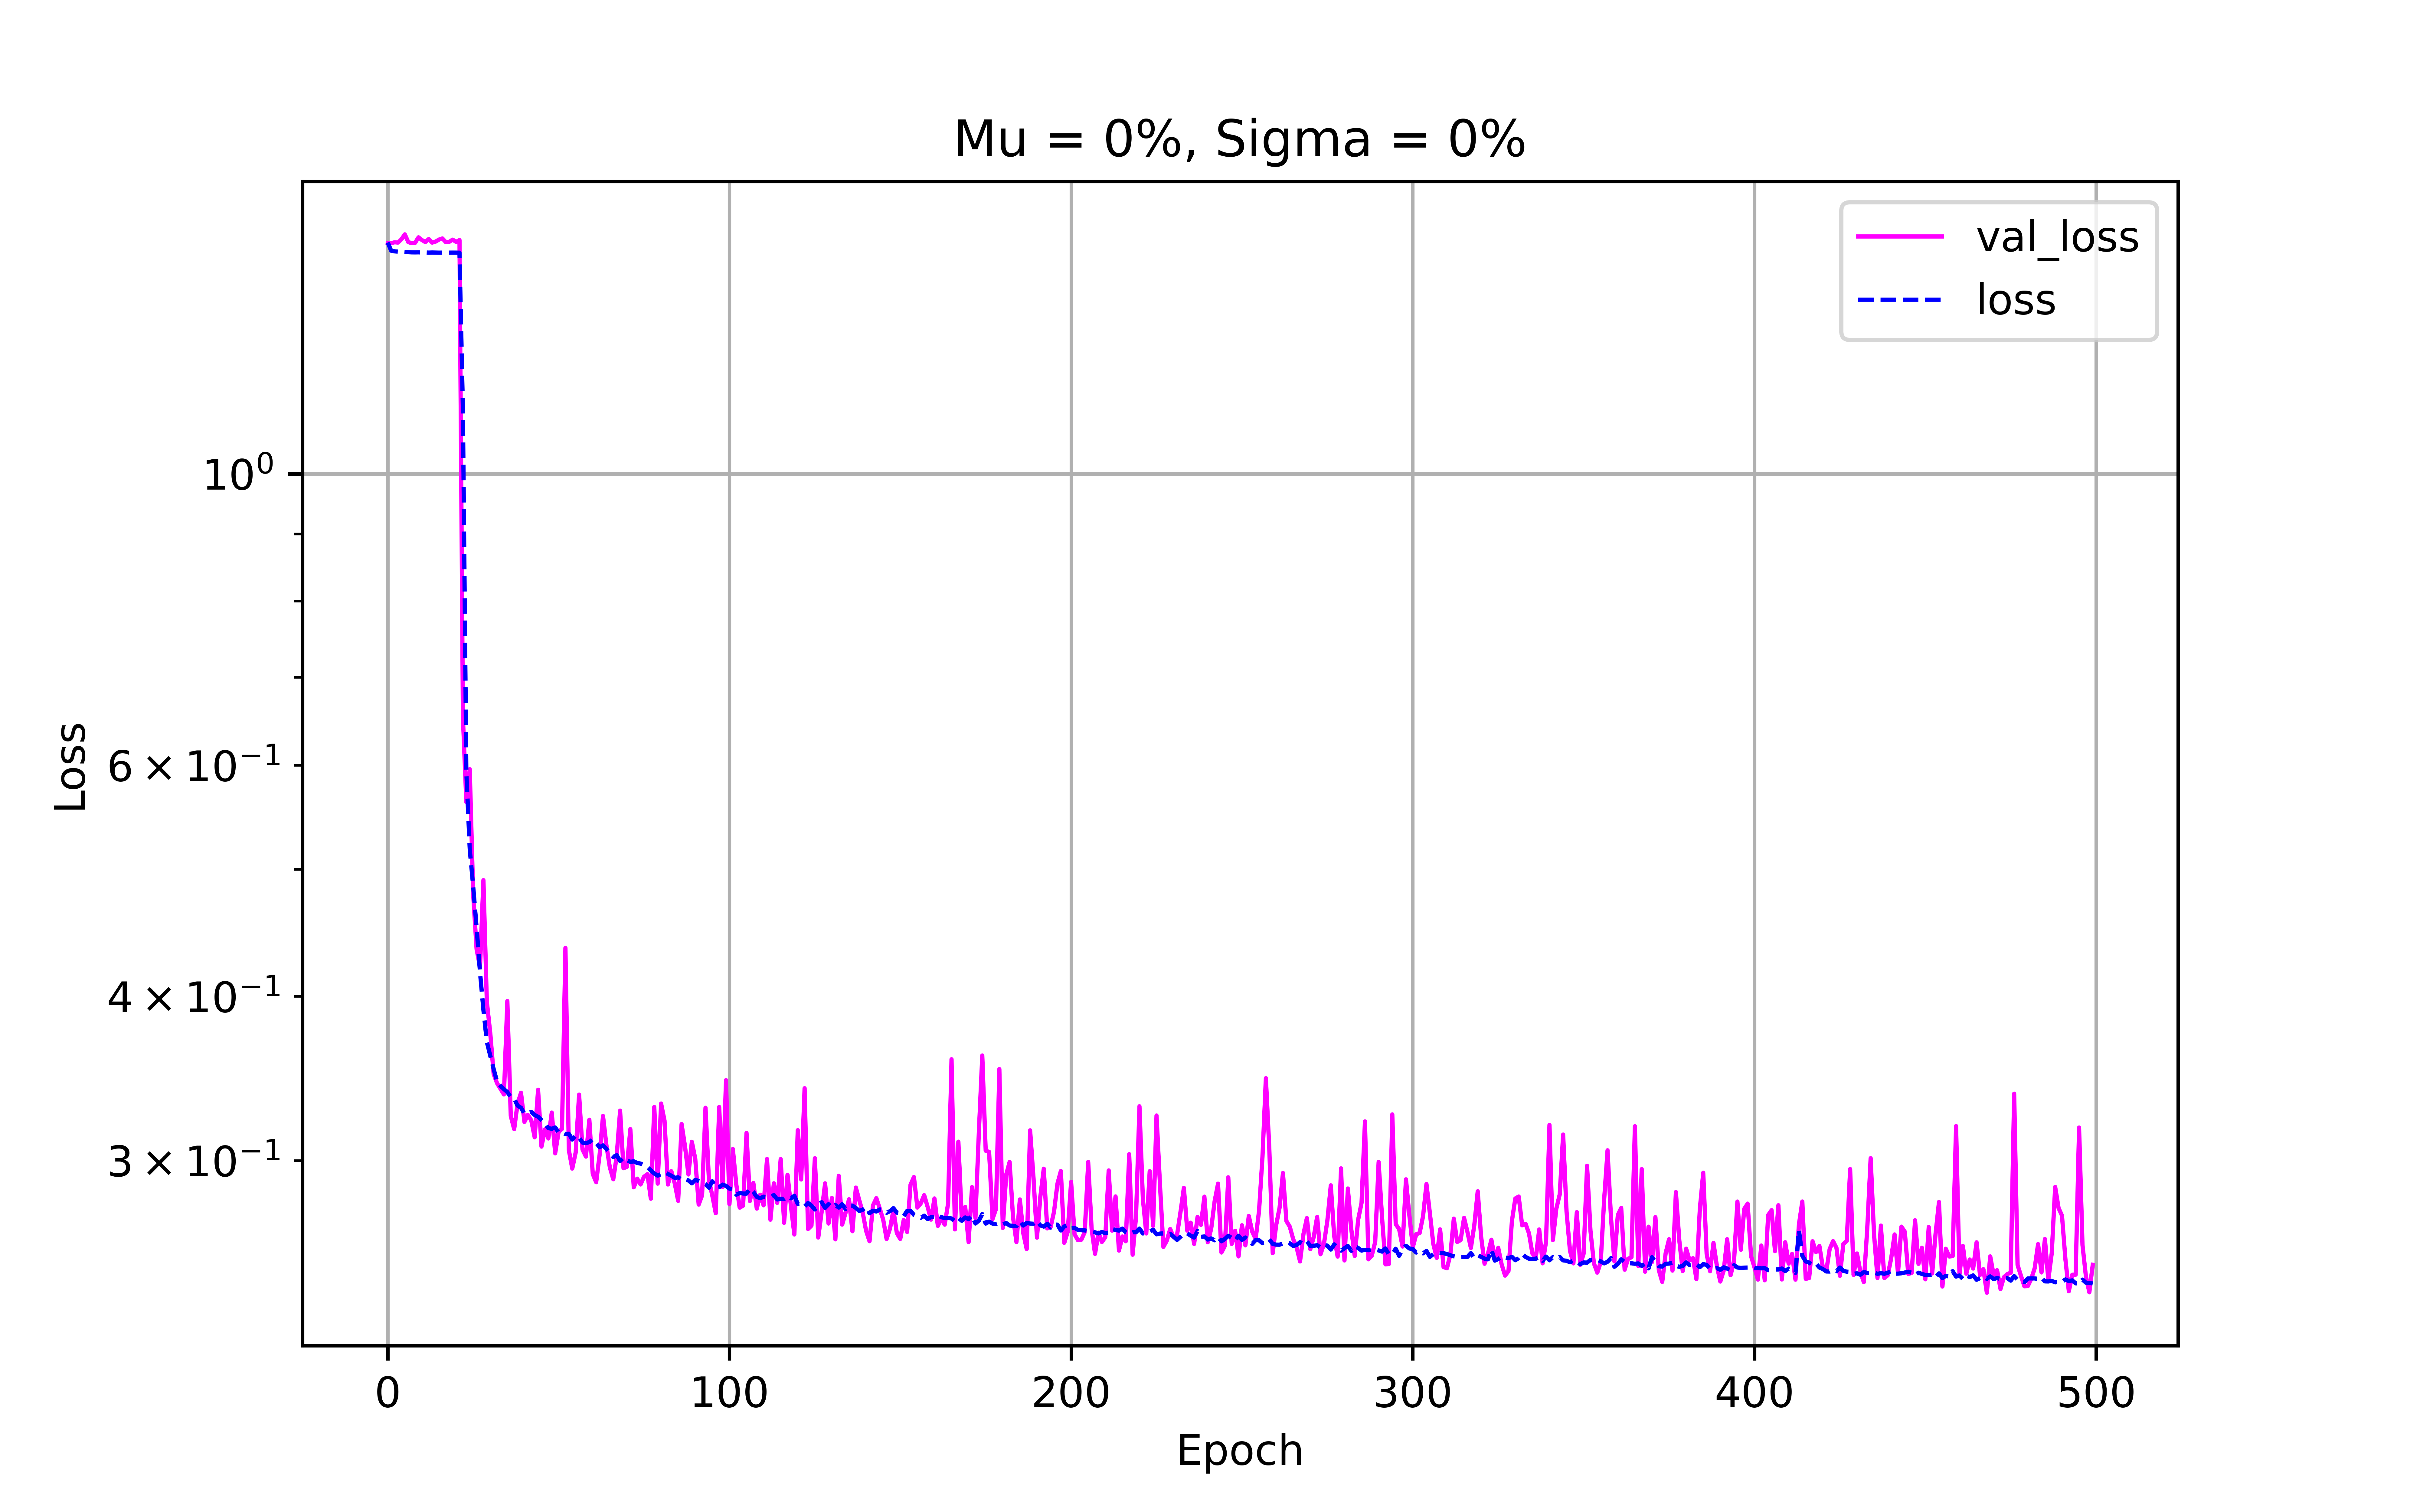 Mu = 0%, Sigma = 0%
val_loss
loss
10⁰
6 × 10⁻¹
4 × 10⁻¹
3 × 10⁻¹
Loss
0 100 200 300 400 500
Epoch